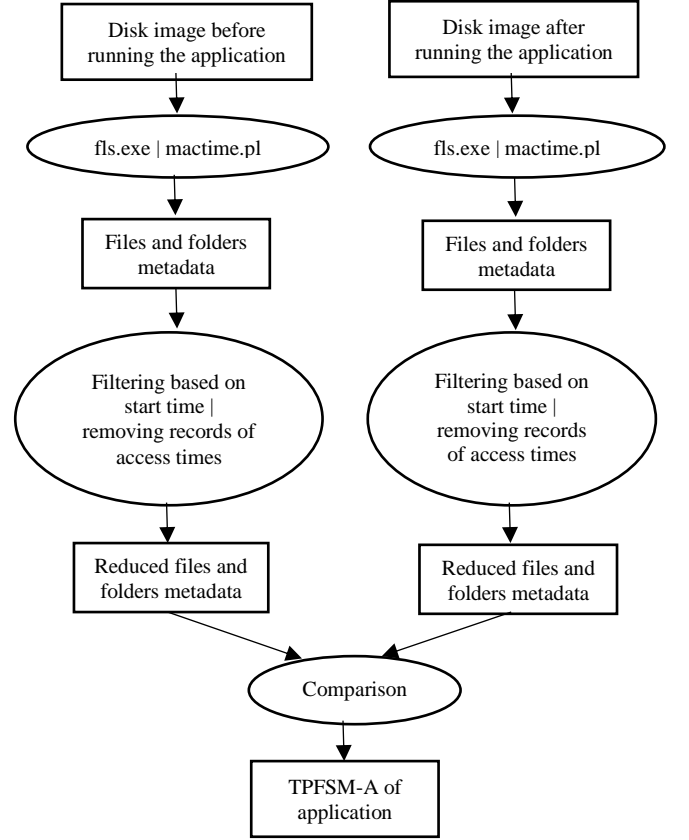 Disk image before
running the application
Disk image after
running the application
fls.exe | mactime.pl
fls.exe | mactime.pl
Files and folders
metadata
Files and folders
metadata
Filtering based on
start time |
removing records of
access times
Filtering based on
start time |
removing records
of access times
Reduced files and
folders metadata
Reduced files and
folders metadata
Comparison
TPFSM-A of
application